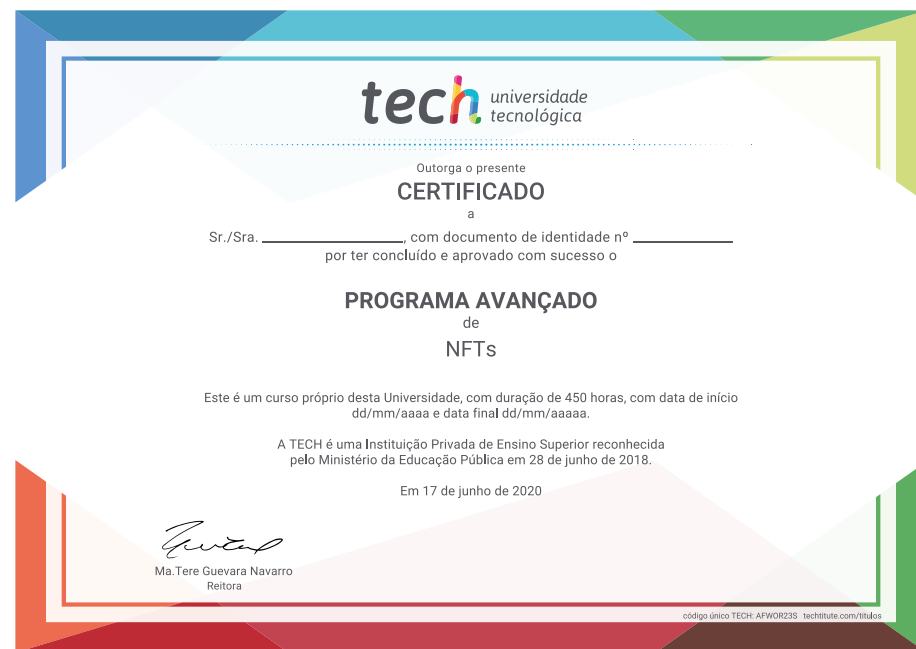 tech universidade
tecnológica
Outorga o presente
CERTIFICADO
a
Sr./Sra. ____________________, com documento de identidade nº ______________
por ter concluído e aprovado com sucesso o
PROGRAMA AVANÇADO
de
NFTs
Este é um curso próprio desta Universidade, com duração de 450 horas, com data de início
dd/mm/aaaa e data final dd/mm/aaaaa.
A TECH é uma Instituição Privada de Ensino Superior reconhecida
pelo Ministério da Educação Pública em 28 de junho de 2018.
Em 17 de junho de 2020
Ma.Tere Guevara Navarro
Reitora
código único TECH: AFWOR23S techtitute.com/titulos